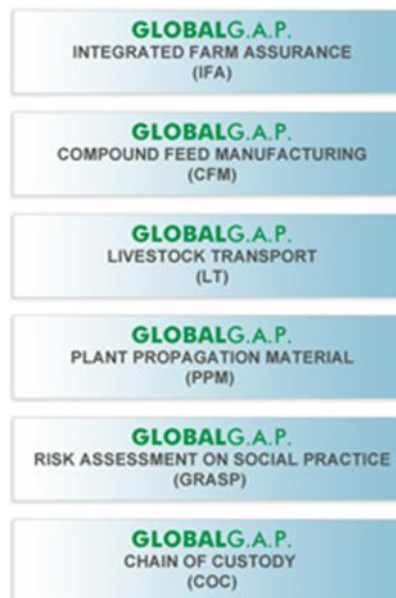 GLOBALG.A.P.
INTEGRATED FARM ASSURANCE
(IFA)
GLOBALG.A.P.
COMPOUND FEED MANUFACTURING
(CFM)
GLOBALG.A.P.
LIVESTOCK TRANSPORT
(LT)
GLOBALG.A.P.
PLANT PROPAGATION MATERIAL
(PPM)
GLOBALG.A.P.
RISK ASSESSMENT ON SOCIAL PRACTICE
(GRASP)
GLOBALG.A.P.
CHAIN OF CUSTODY
(COC)